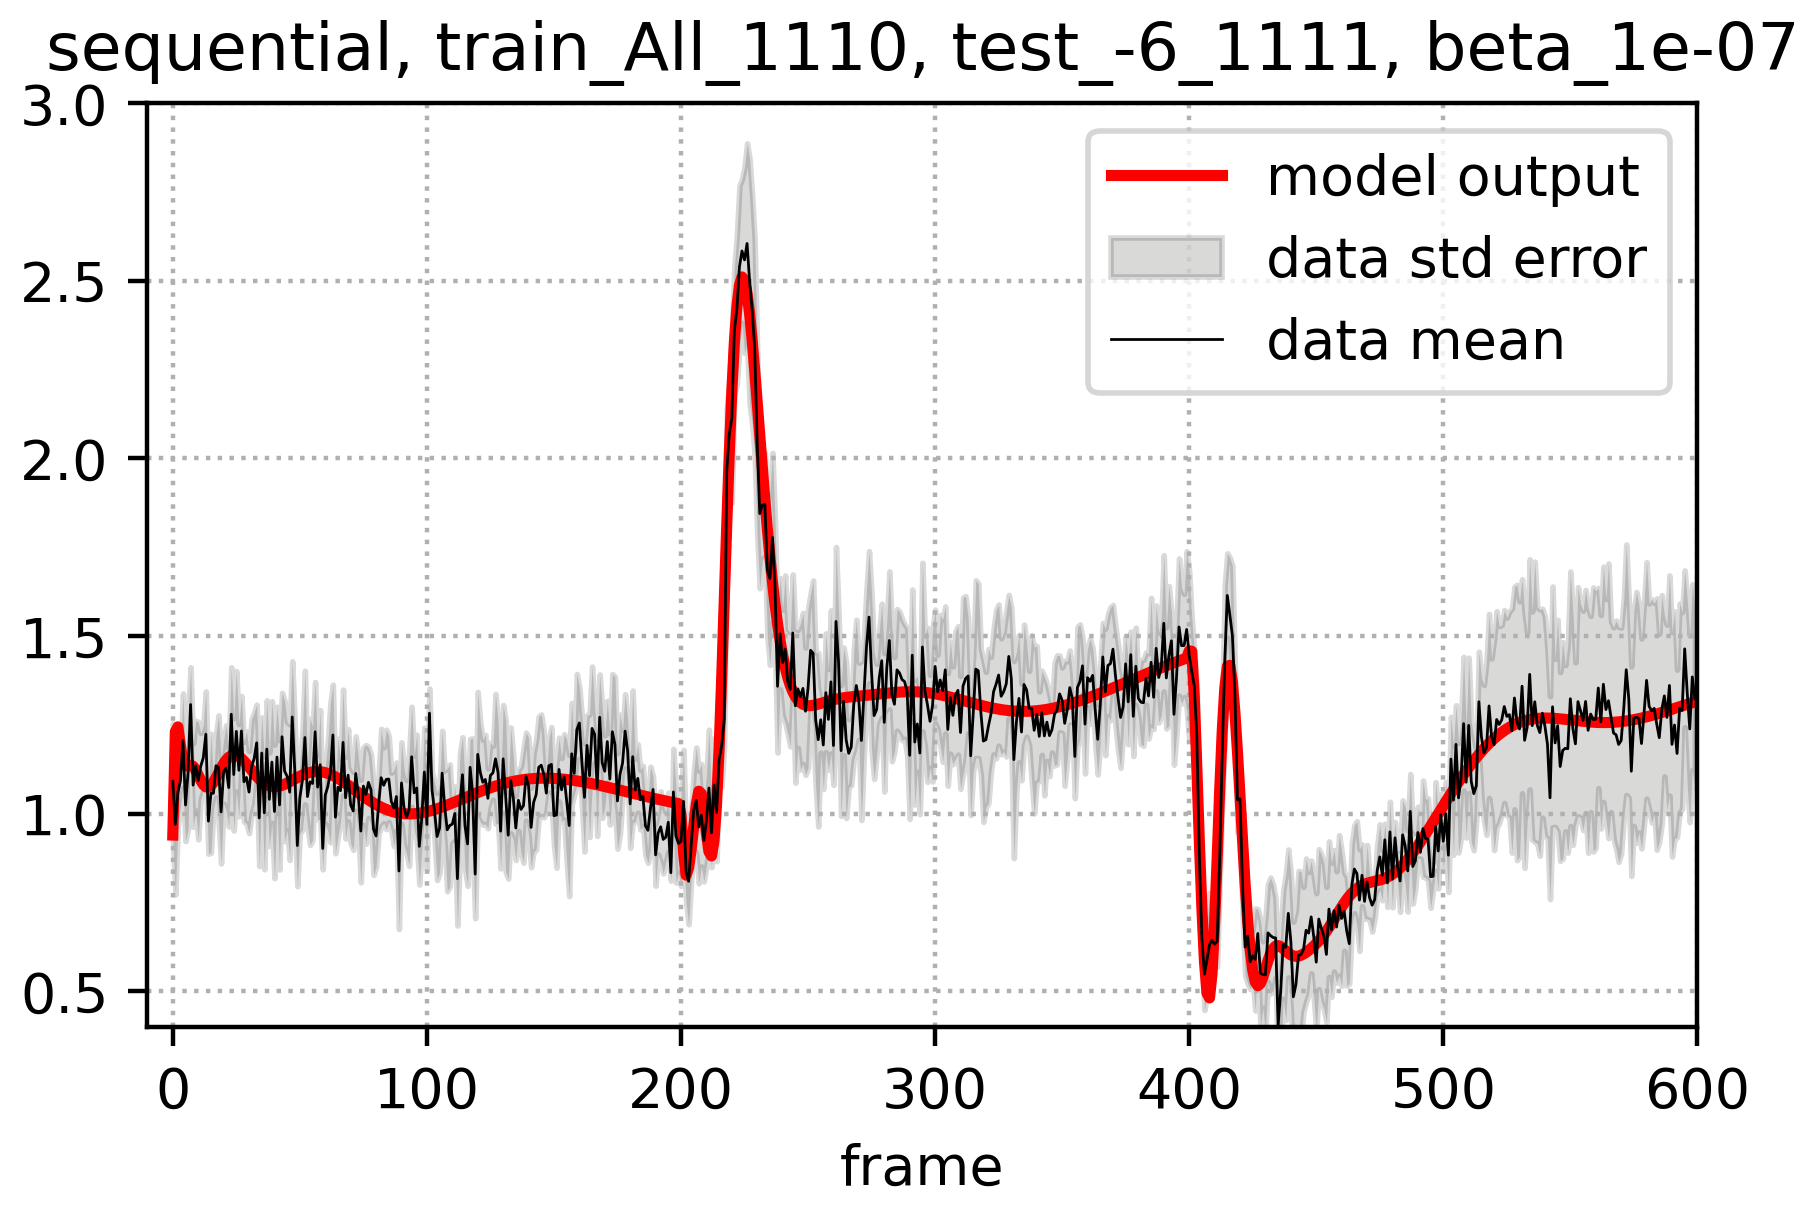 sequential, train_All_1110, test_-6_1111, beta_1e-07
3.0
2.5
2.0
1.5
1.0
0.5
model output
data std error
data mean
0 100 200 300 400 500 600
frame